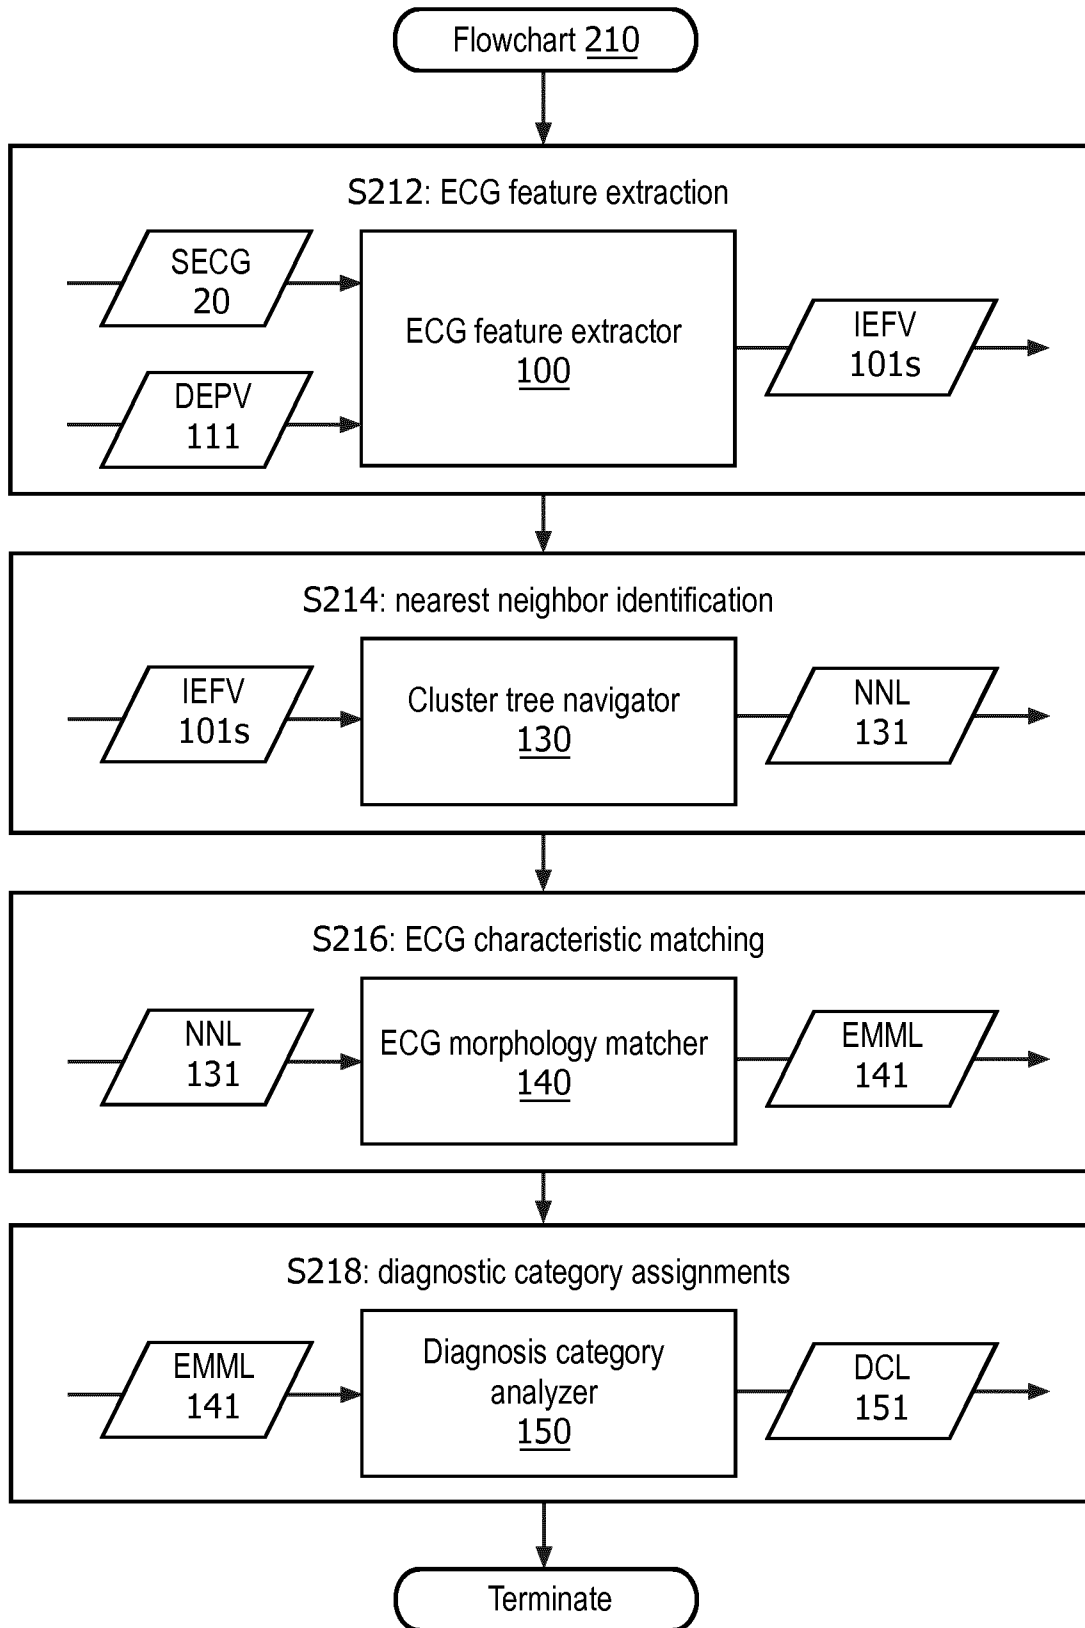 Flowchart 210
S212: ECG feature extraction
SECG
20
DEPV
111
ECG feature extractor
100
IEFV
101s
S214: nearest neighbor identification
IEFV
101s
Cluster tree navigator
130
NNL
131
S216: ECG characteristic matching
NNL
131
ECG morphology matcher
140
EMML
141
S218: diagnostic category assignments
EMML
141
Diagnosis category
analyzer
150
DCL
151
Terminate